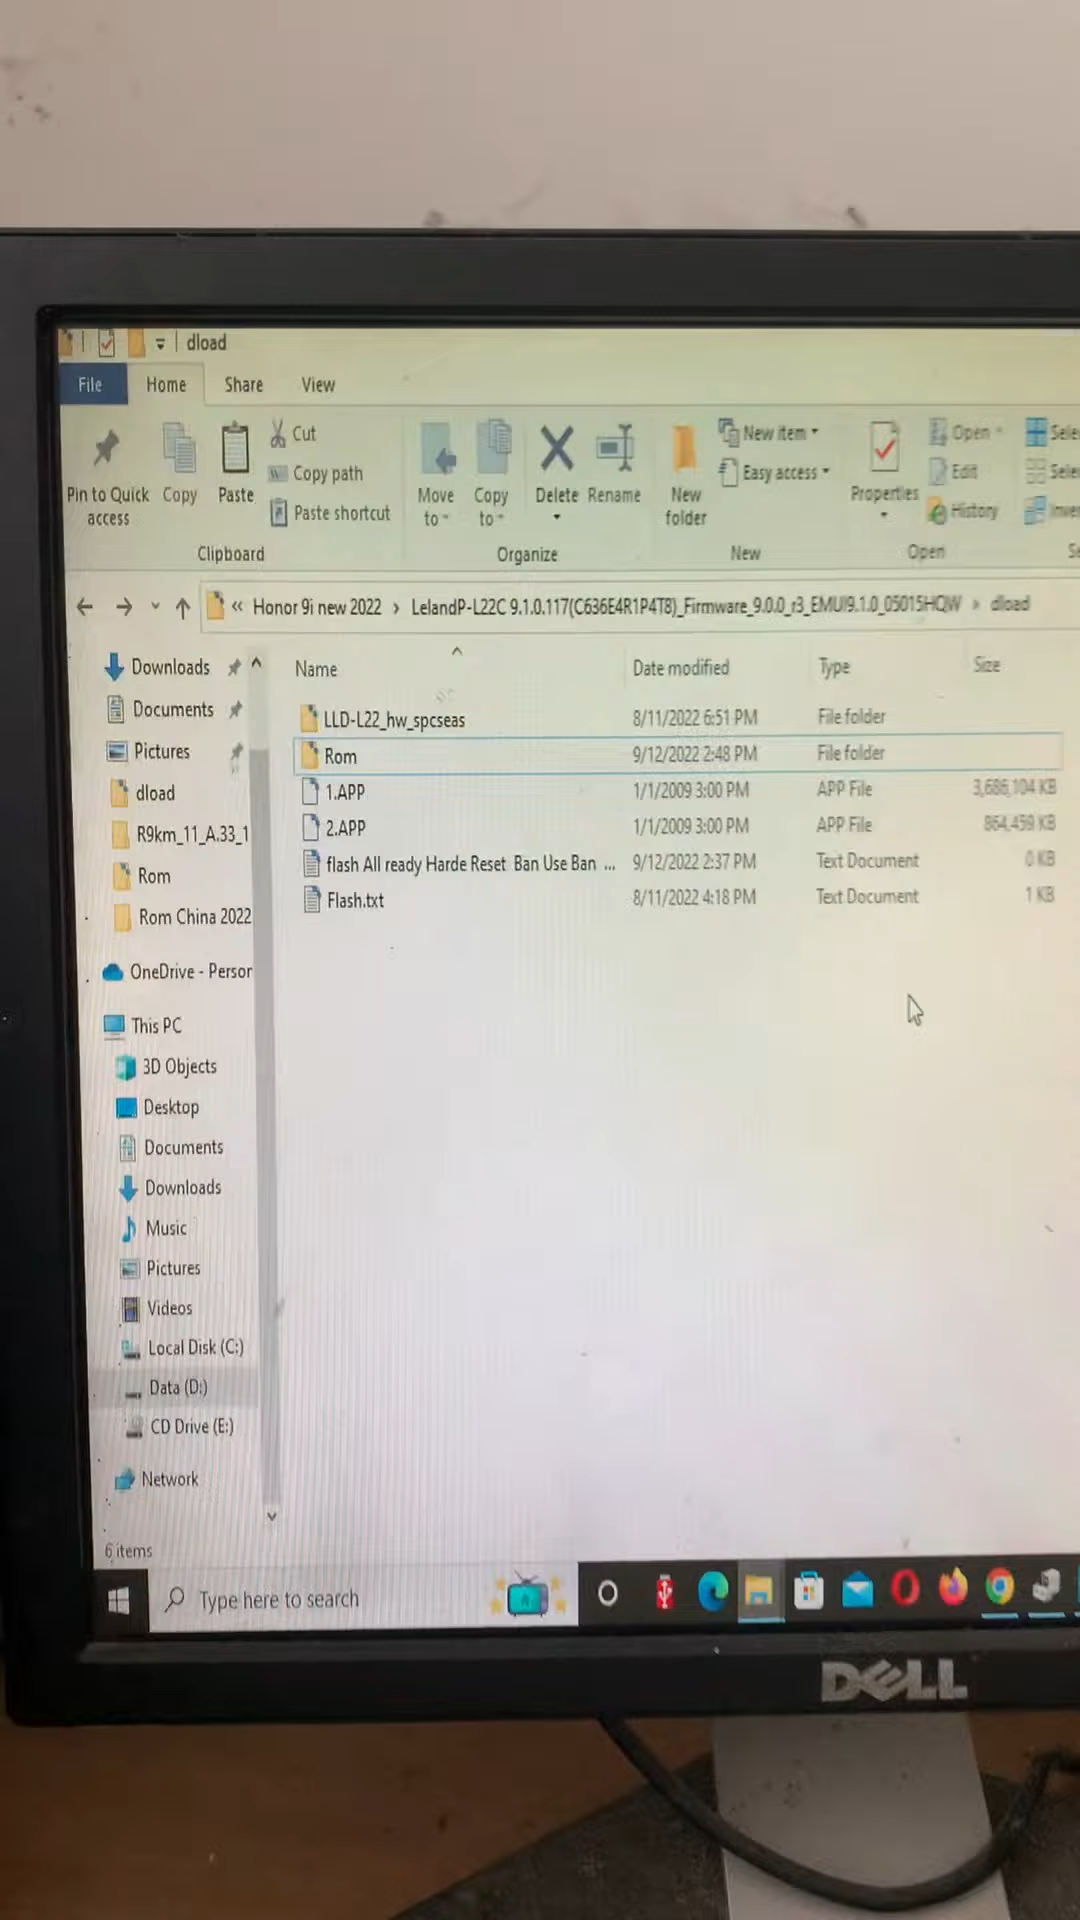 dload
File Home Share View
Pin to Quick access
Copy
Paste
Cut
Copy path
Paste shortcut
Move to
Copy to
Delete
Rename
New folder
New item
Easy access
Properties
Open
Edit
History
Clipboard
Organize
New
Open
« Honor 9i new 2022 › LelandP-L22C 9.1.0.117(C636E4R1P4T8)_Firmware_9.0.0_r3_EMUI9.1.0_05015HQW › dload
Name Date modified Type Size
LLD-L22_hw_spcseas 8/11/2022 6:51 PM File folder
Rom 9/12/2022 2:48 PM File folder
1.APP 1/1/2009 3:00 PM APP File 3,686,104 KB
2.APP 1/1/2009 3:00 PM APP File 864,459 KB
flash All ready Harde Reset Ban Use Ban ... 9/12/2022 2:37 PM Text Document 0 KB
Flash.txt 8/11/2022 4:18 PM Text Document 1 KB
Downloads
Documents
Pictures
dload
R9km_11_A.33_1
Rom
Rom China 2022
OneDrive - Person
This PC
3D Objects
Desktop
Documents
Downloads
Music
Pictures
Videos
Local Disk (C:)
Data (D:)
CD Drive (E:)
Network
6 items
Type here to search
DELL